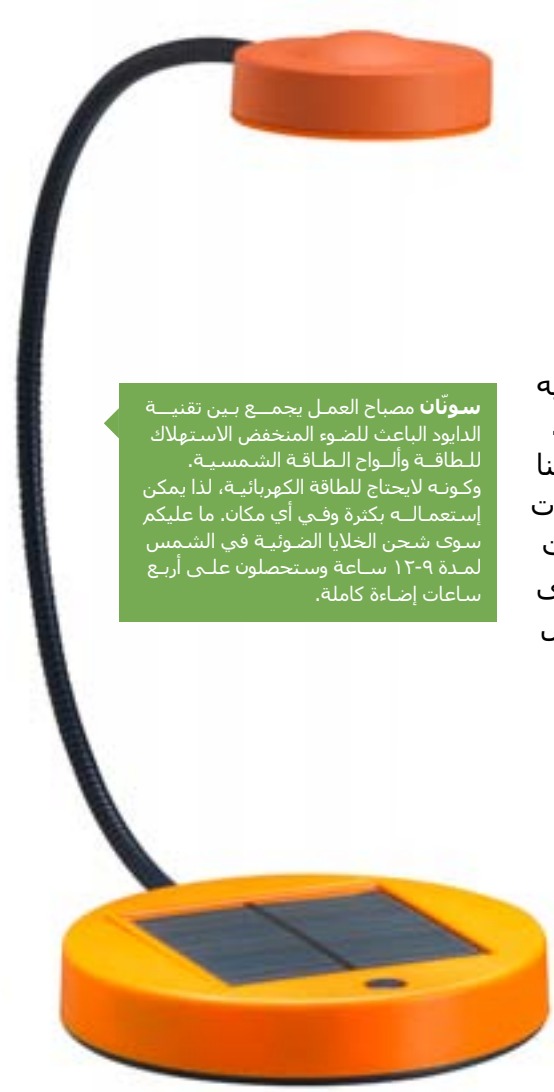 سونّان مصباح العمل يجمع بين تقنية
الدايود الباعث للضوء المنخفض الاستهلاك
للطاقة وألواح الطاقة الشمسية.
وكونه لايحتاج للطاقة الكهربائية، لذا يمكن
إستعماله بكثرة وفي أي مكان. ما عليكم
سوى شحن الخلايا الضوئية في الشمس
لمدة ٩-١٢ ساعة وستحصلون على أربع
ساعات إضاءة كاملة.